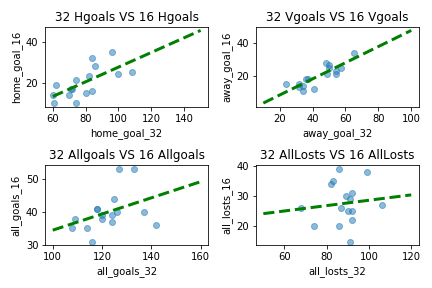 32 Hgoals VS 16 Hgoals
home_goal_16
40
20
60 80 100 120 140
home_goal_32
32 Vgoals VS 16 Vgoals
away_goal_16
40
20
20 40 60 80 100
away_goal_32
32 Allgoals VS 16 Allgoals
all_goals_16
50
40
30
100 120 140 160
all_goals_32
32 AllLosts VS 16 AllLosts
all_losts_16
40
30
20
60 80 100 120
all_losts_32